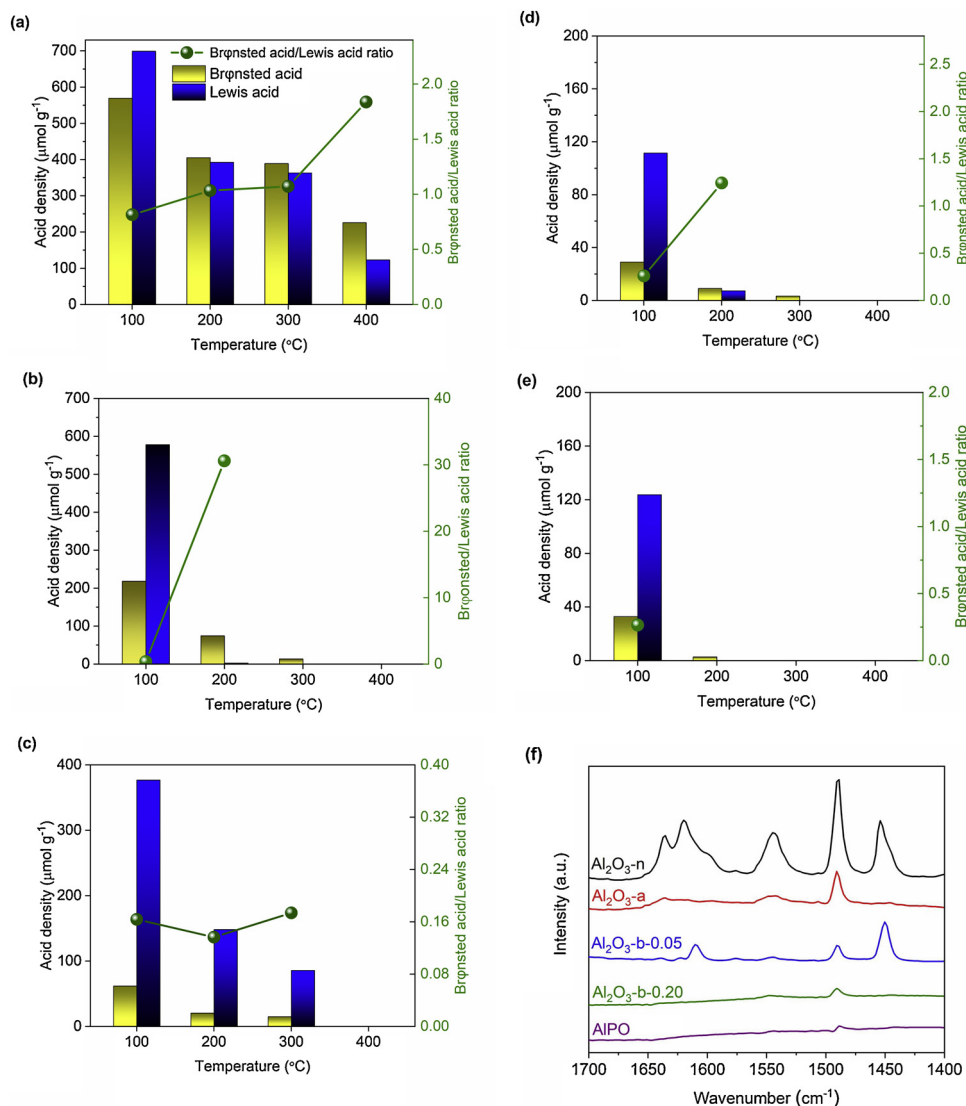 (a)
Brφnsted acid/Lewis acid ratio
Brφnsted acid
Lewis acid
700
600
500
400
300
200
100
0
2.0
1.5
1.0
0.5
0.0
100 200 300 400
Temperature (°C)
Acid density (μmol g⁻¹)
Brφnsted acid/Lewis acid ratio
(d)
200
160
120
80
40
0
2.5
2.0
1.5
1.0
0.5
0.0
100 200 300 400
Temperature (°C)
Acid density (μmol g⁻¹)
Brφnsted acid/Lewis acid ratio
(b)
700
600
500
400
300
200
100
0
40
30
20
10
0
100 200 300 400
Temperature (°C)
Acid density (μmol g⁻¹)
Brφonsted/Lewis acid ratio
(e)
200
160
120
80
40
0
2.0
1.5
1.0
0.5
0.0
100 200 300 400
Temperature (°C)
Acid density (μmol g⁻¹)
Brφnsted acid/Lewis acid ratio
(c)
400
300
200
100
0
0.40
0.32
0.24
0.16
0.08
0.00
100 200 300 400
Temperature (°C)
Acid density (μmol g⁻¹)
Brφnsted acid/Lewis acid ratio
(f)
Al₂O₃-n
Al₂O₃-a
Al₂O₃-b-0.05
Al₂O₃-b-0.20
AlPO
1700 1650 1600 1550 1500 1450 1400
Wavenumber (cm⁻¹)
Intensity (a.u.)